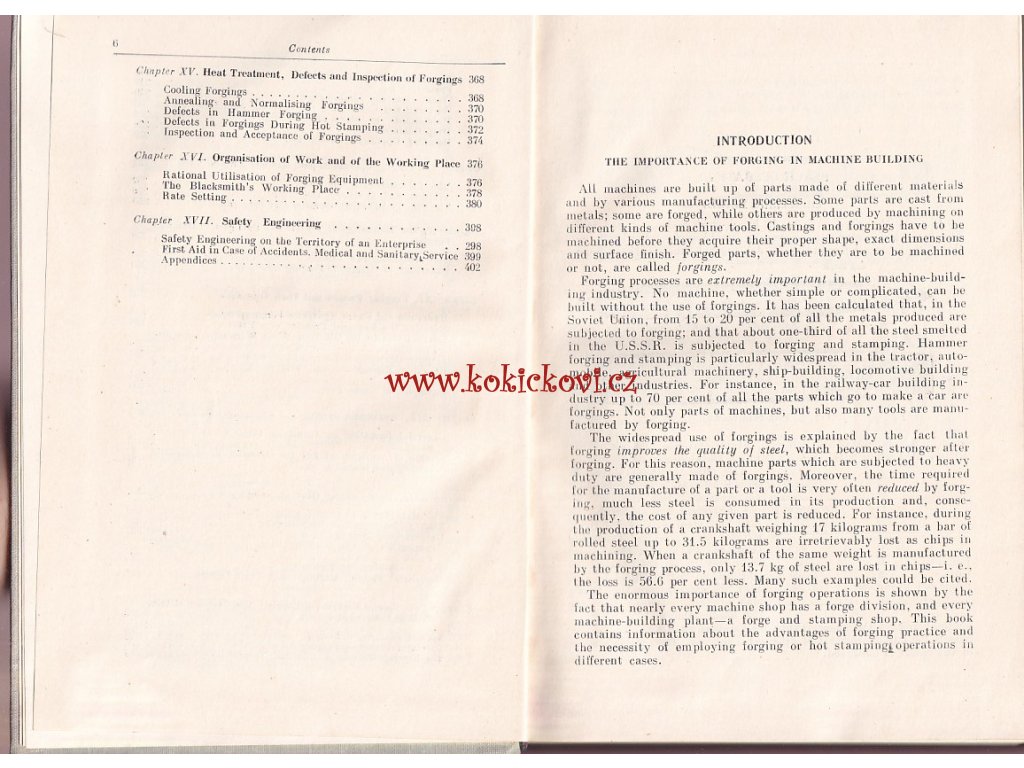 6
Contents
Chapter XV. Heat Treatment, Defects and Inspection of Forgings 368
Cooling Forgings . . . . . . . . . . . . . . . . . . . . 368
Annealing and Normalising Forgings . . . . . . . 370
Defects in Hammer Forging . . . . . . . . . . . . 370
Defects in Forgings During Hot Stamping . . . . . . . 372
Inspection and Acceptance of Forgings . . . . . . . . 374
Chapter XVI. Organisation of Work and of the Working Place 376
Rational Utilisation of Forging Equipment . . . . . . . 376
The Blacksmith's Working Place . . . . . . . . . . 378
Rate Setting . . . . . . . . . . . . . . . . . . . . 380
Chapter XVII. Safety Engineering . . . . . . . . . . . 398
Safety Engineering on the Territory of an Enterprise . . 298
First Aid in Case of Accidents. Medical and Sanitary Service 399
Appendices . . . . . . . . . . . . . . . . . . . . . 402
INTRODUCTION
THE IMPORTANCE OF FORGING IN MACHINE BUILDING
All machines are built up of parts made of different materials
and by various manufacturing processes. Some parts are cast from
metals; some are forged, while others are produced by machining on
different kinds of machine tools. Castings and forgings have to be
machined before they acquire their proper shape, exact dimensions
and surface finish. Forged parts, whether they are to be machined
or not, are called forgings.
Forging processes are extremely important in the machine-build-
ing industry. No machine, whether simple or complicated, can be
built without the use of forgings. It has been calculated that, in the
Soviet Union, from 15 to 20 per cent of all the metals produced are
subjected to forging; and that about one-third of all the steel smelted
in the U.S.S.R. is subjected to forging and stamping. Hammer
forging and stamping is particularly widespread in the tractor, auto-
mobile, agricultural machinery, ship-building, locomotive building
and other industries. For instance, in the railway-car building in-
dustry up to 70 per cent of all the parts which go to make a car are
forgings. Not only parts of machines, but also many tools are manu-
factured by forging.
The widespread use of forgings is explained by the fact that
forging improves the quality of steel, which becomes stronger after
forging. For this reason, machine parts which are subjected to heavy
duty are generally made of forgings. Moreover, the time required
for the manufacture of a part or a tool is very often reduced by forg-
ing, much less steel is consumed in its production and, conse-
quently, the cost of any given part is reduced. For instance, during
the production of a crankshaft weighing 17 kilograms from a bar of
rolled steel up to 31.5 kilograms are irretrievably lost as chips in
machining. When a crankshaft of the same weight is manufactured
by the forging process, only 13.7 kg of steel are lost in chips—i. e.,
the loss is 56.6 per cent less. Many such examples could be cited.
The enormous importance of forging operations is shown by the
fact that nearly every machine shop has a forge division, and every
machine-building plant—a forge and stamping shop. This book
contains information about the advantages of forging practice and
the necessity of employing forging or hot stamping operations in
different cases.
www.kokickovi.cz